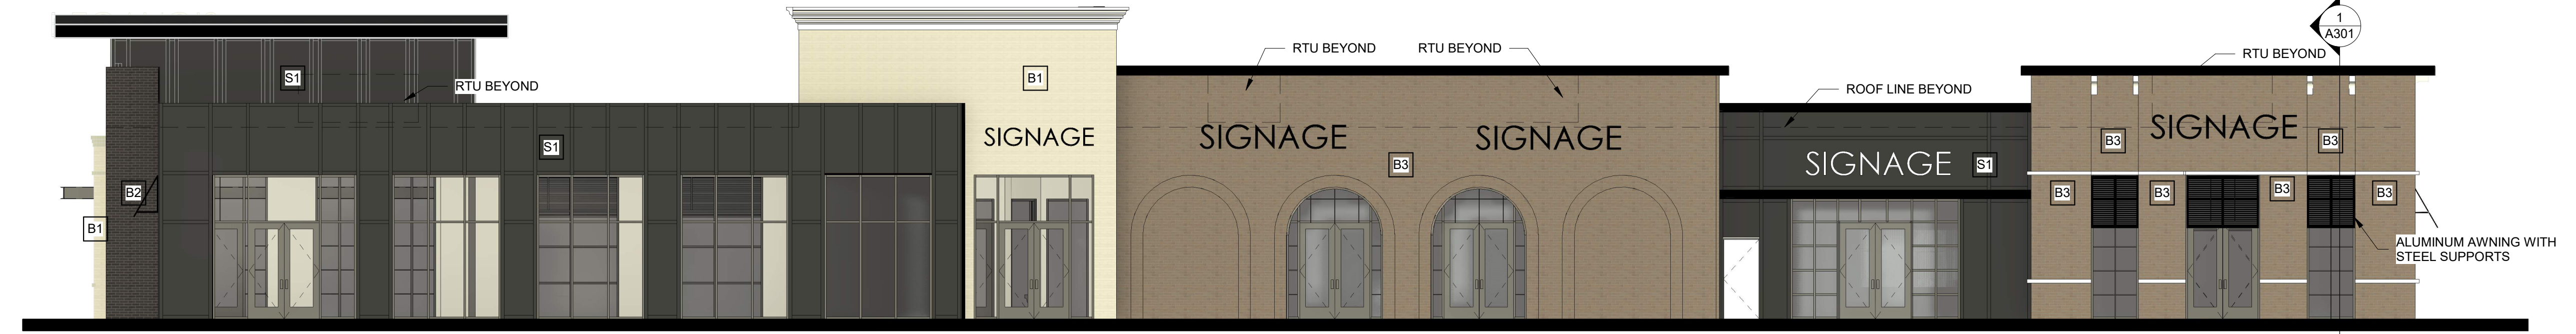 1
A301
RTU BEYOND
RTU BEYOND
RTU BEYOND
S1
B1
RTU BEYOND
ROOF LINE BEYOND
SIGNAGE
SIGNAGE
SIGNAGE
SIGNAGE
S1
B3
B3
B3
SIGNAGE
S1
B2
B3
B3
B3
B3
B1
ALUMINUM AWNING WITH
STEEL SUPPORTS